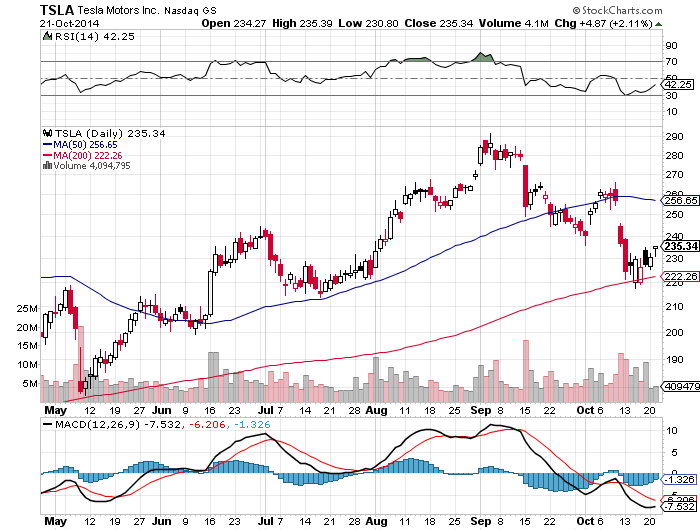 TSLA Tesla Motors Inc. Nasdaq GS © StockCharts.com
21-Oct-2014 Open 234.27 High 235.39 Low 230.80 Close 235.34 Volume 4.1M Chg +4.87 (+2.11%)
RSI(14) 42.25
90
70
50
42.25
30
10
TSLA (Daily) 235.34
MA(50) 256.65
MA(200) 222.26
Volume 4,094,795
290
280
270
260
256.65
250
240
235.34
230
222.26
220
210
200
190
4094795
25M
20M
15M
10M
5M
May 12 19 27 Jun 9 16 23 Jul 7 14 21 28 Aug 11 18 25 Sep 8 15 22 Oct 6 13 20
MACD(12,26,9) -7.532, -6.206, -1.326
10
5
0
-1.326
-6.206
-7.532
May 12 19 27 Jun 9 16 23 Jul 7 14 21 28 Aug 11 18 25 Sep 8 15 22 Oct 6 13 20